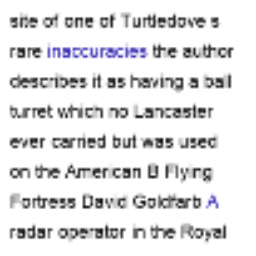 site of one of Turtledove s
rare inaccuracies the author
describes it as having a ball
turret which no Lancaster
ever carried but was used
on the American B Flying
Fortress David Goldfarb A
radar operator in the Royal